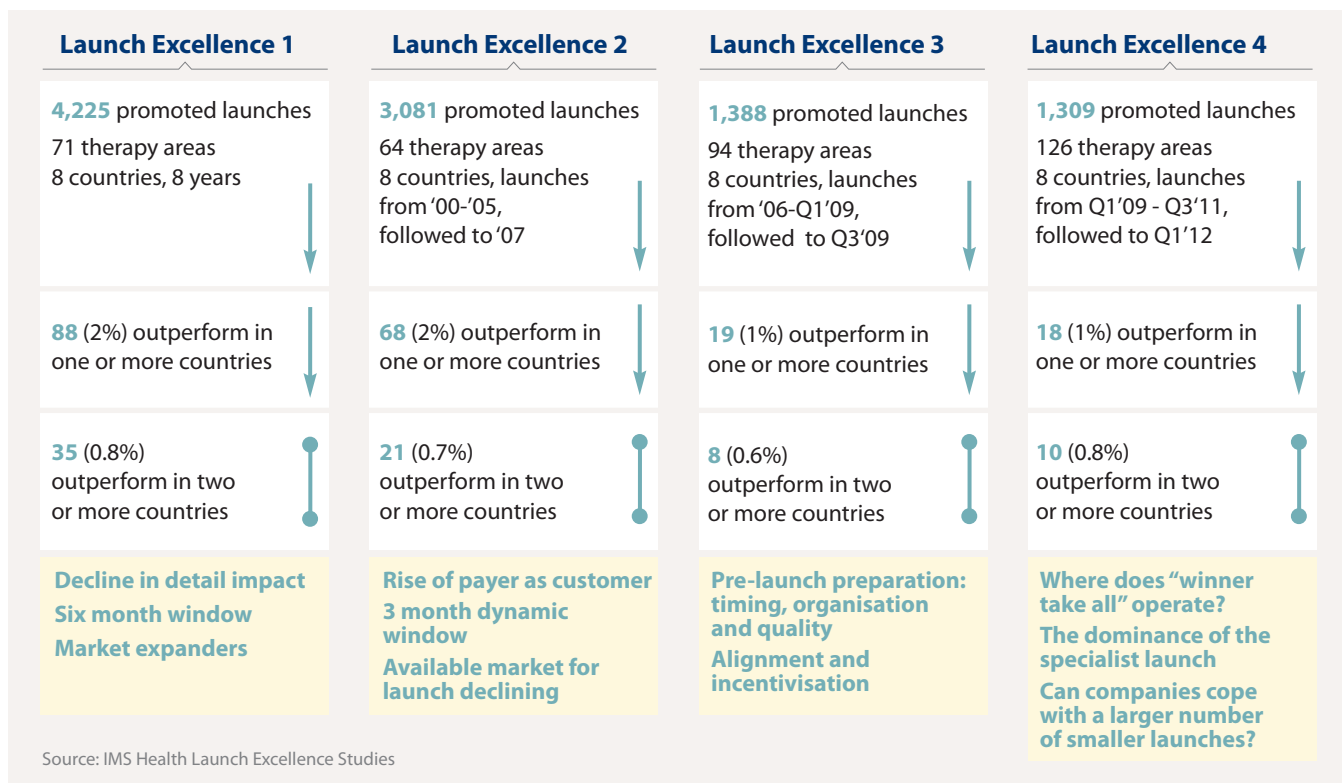 Launch Excellence 1
4,225 promoted launches
71 therapy areas
8 countries, 8 years
88 (2%) outperform in
one or more countries
35 (0.8%)
outperform in two
or more countries
Decline in detail impact
Six month window
Market expanders
Launch Excellence 2
3,081 promoted launches
64 therapy areas
8 countries, launches
from ‘00-’05,
followed to ‘07
68 (2%) outperform in
one or more countries
21 (0.7%)
outperform in two
or more countries
Rise of payer as customer
3 month dynamic
window
Available market for
launch declining
Launch Excellence 3
1,388 promoted launches
94 therapy areas
8 countries, launches
from ‘06-Q1’09,
followed to Q3‘09
19 (1%) outperform in
one or more countries
8 (0.6%)
outperform in two
or more countries
Pre-launch preparation:
timing, organisation
and quality
Alignment and
incentivisation
Launch Excellence 4
1,309 promoted launches
126 therapy areas
8 countries, launches
from Q1’09 - Q3‘11,
followed to Q1’12
18 (1%) outperform in
one or more countries
10 (0.8%)
outperform in two
or more countries
Where does “winner
take all” operate?
The dominance of the
specialist launch
Can companies cope
with a larger number
of smaller launches?
Source: IMS Health Launch Excellence Studies